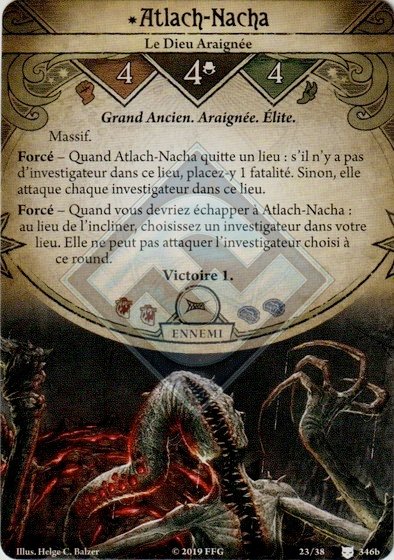 *Atlach-Nacha
Le Dieu Araignée
4 4 4
Grand Ancien. Araignée. Élite.
Massif.
Forcé – Quand Atlach-Nacha quitte un lieu : s'il n'y a pas
d'investigateur dans ce lieu, placez-y 1 fatalité. Sinon, elle
attaque chaque investigateur dans ce lieu.
Forcé – Quand vous devriez échapper à Atlach-Nacha :
au lieu de l'incliner, choisissez un investigateur dans votre
lieu. Elle ne peut pas attaquer l'investigateur choisi à
ce round.
Victoire 1.
ENNEMI
Illus. Helge C. Balzer
© 2019 FFG
23/38
346b